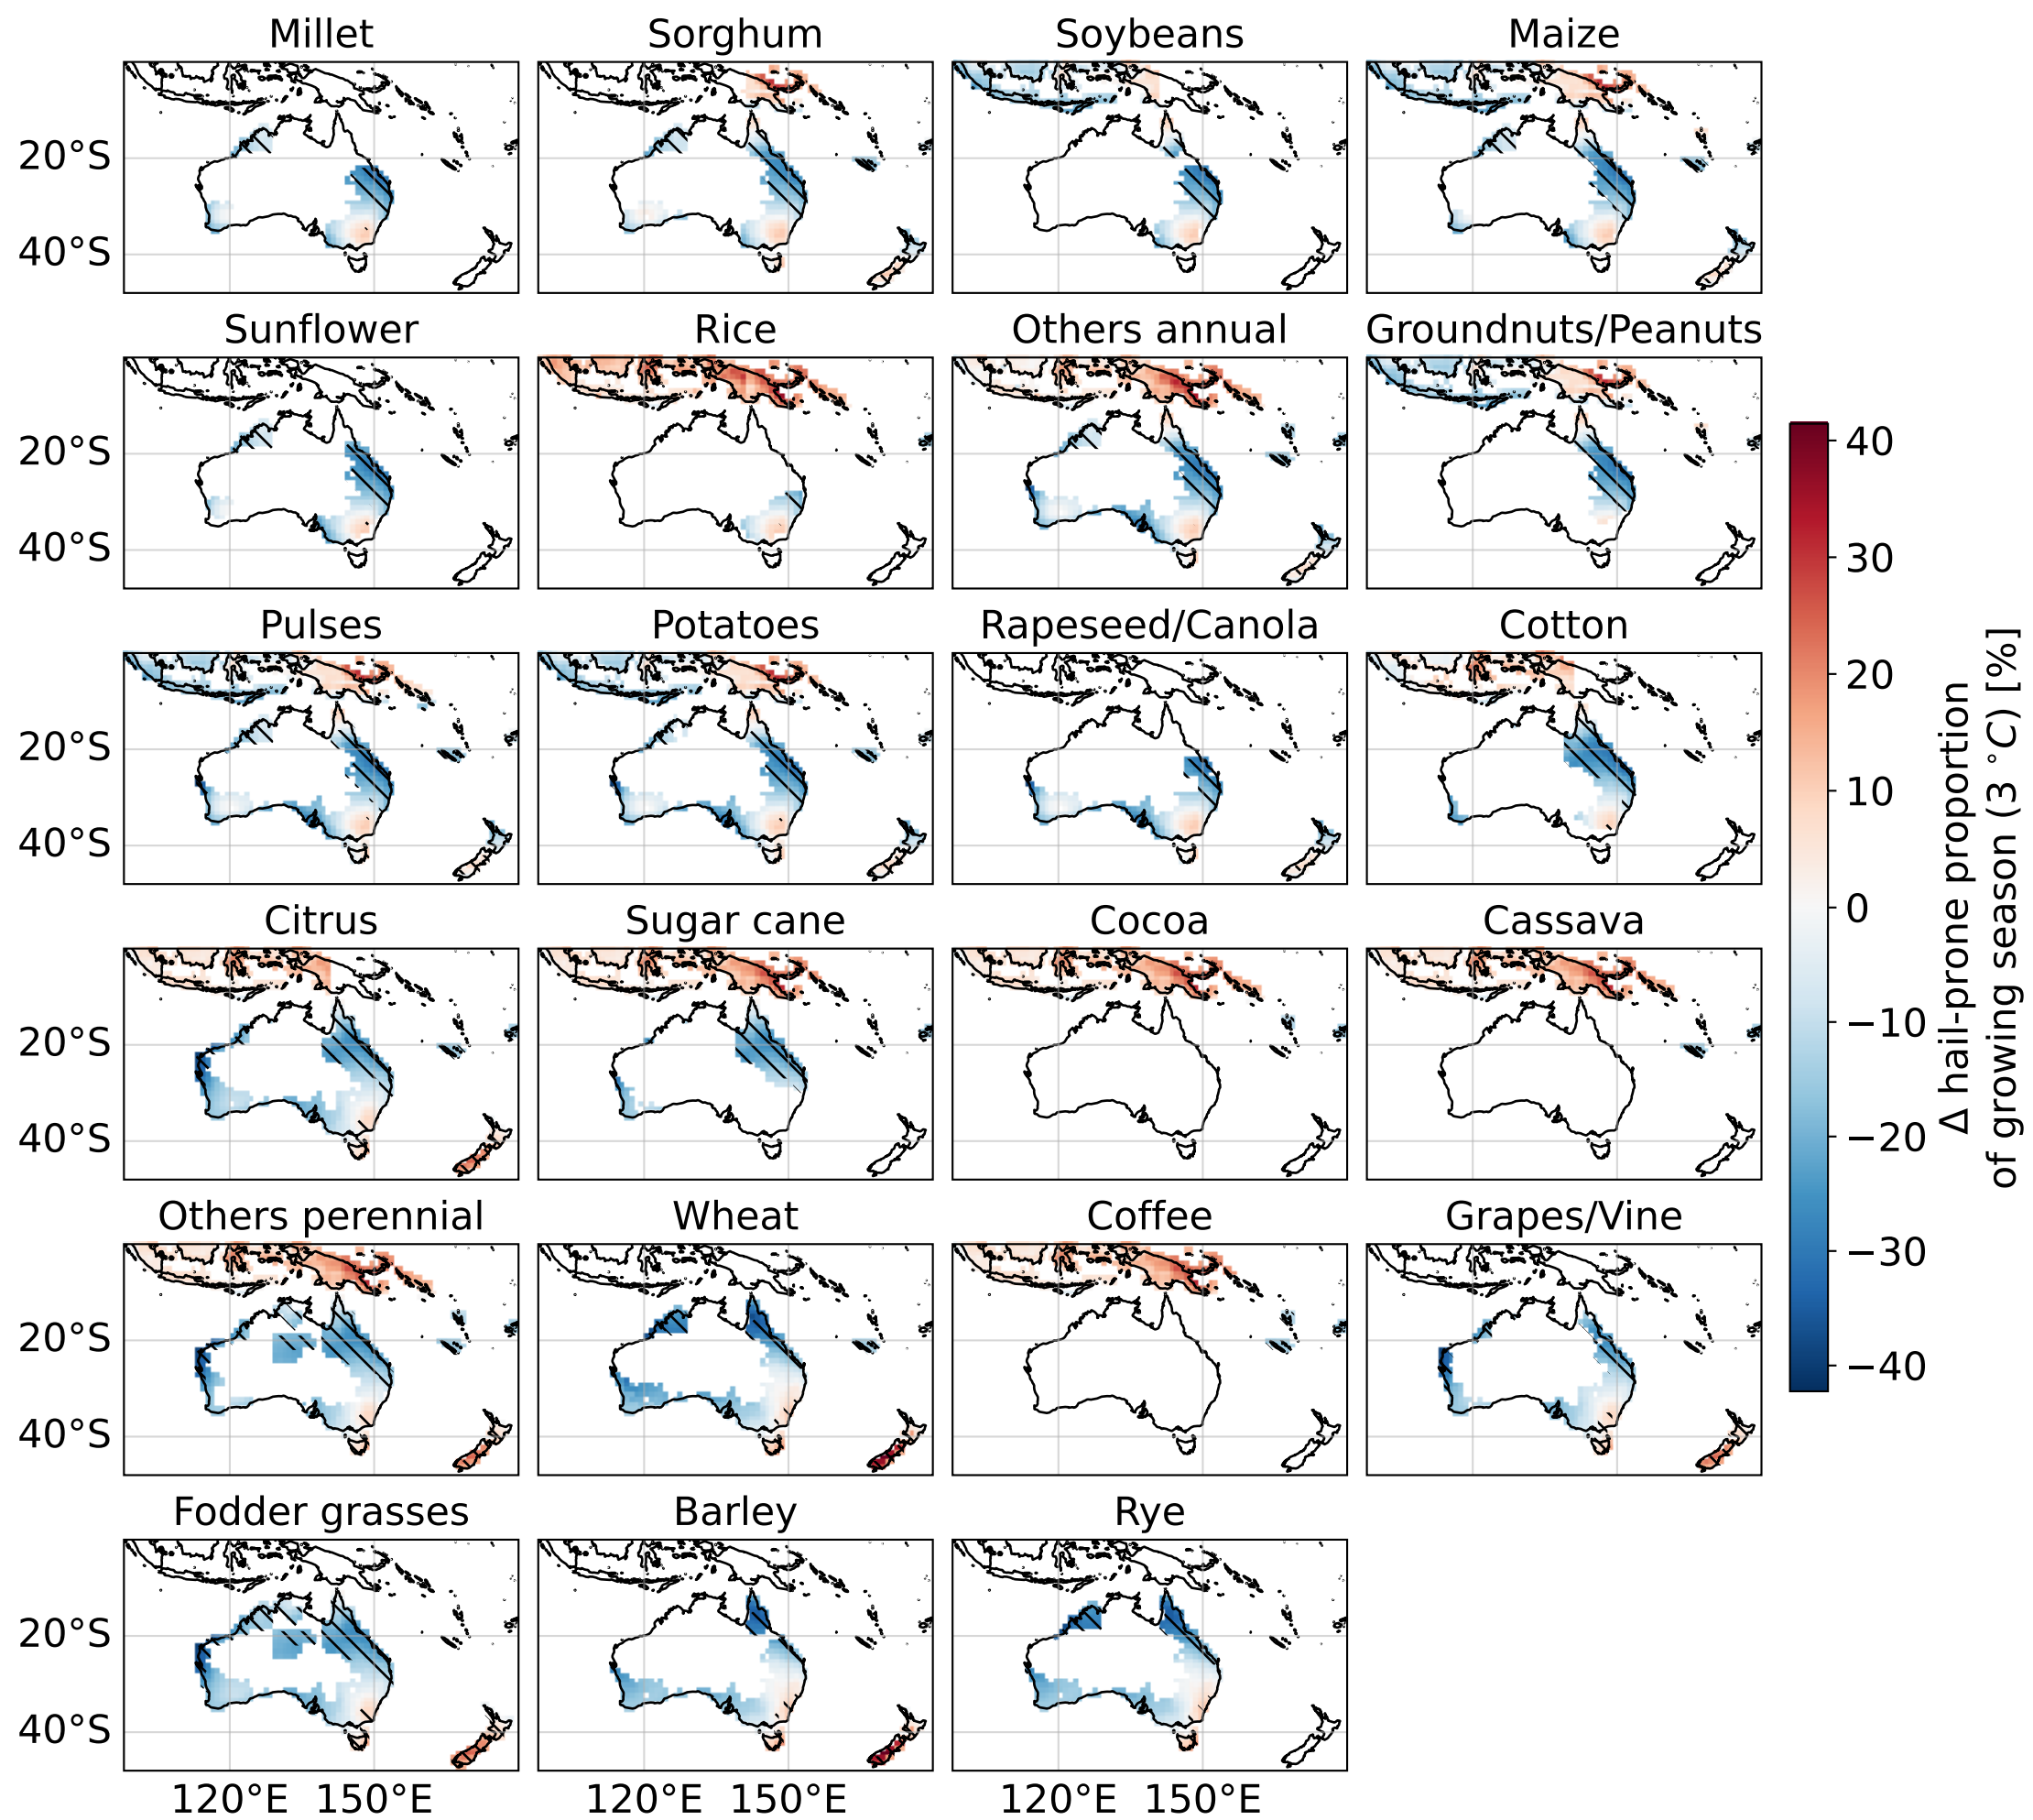 Millet Sorghum Soybeans Maize
20°S
40°S
Sunflower Rice Others annual Groundnuts/Peanuts
20°S
40°S
Pulses Potatoes Rapeseed/Canola Cotton
20°S
40°S
Citrus Sugar cane Cocoa Cassava
20°S
40°S
Others perennial Wheat Coffee Grapes/Vine
20°S
40°S
Fodder grasses Barley Rye
20°S
40°S
120°E 150°E 120°E 150°E 120°E 150°E
40
30
20
10
0
−10
−20
−30
−40
Δ hail-prone proportion
of growing season (3 °C) [%]